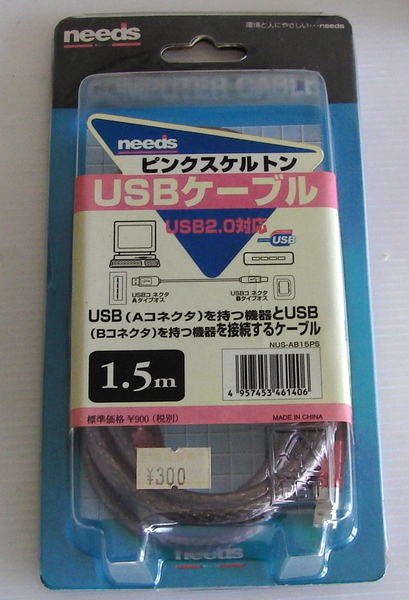 needs
環境と人にやさしい…needs
COMPUTER CABLE
needs
ピンクスケルトン
USBケーブル
USB2.0対応
USB
USBコネクタ
Aタイプオス
USBコネクタ
Bタイプオス
USB(Aコネクタ)を持つ機器とUSB
(Bコネクタ)を持つ機器を接続するケーブル
NUS-AB15PS
1.5m
4 957453 461406
標準価格 ¥900 (税別)
MADE IN CHINA
¥300
needs